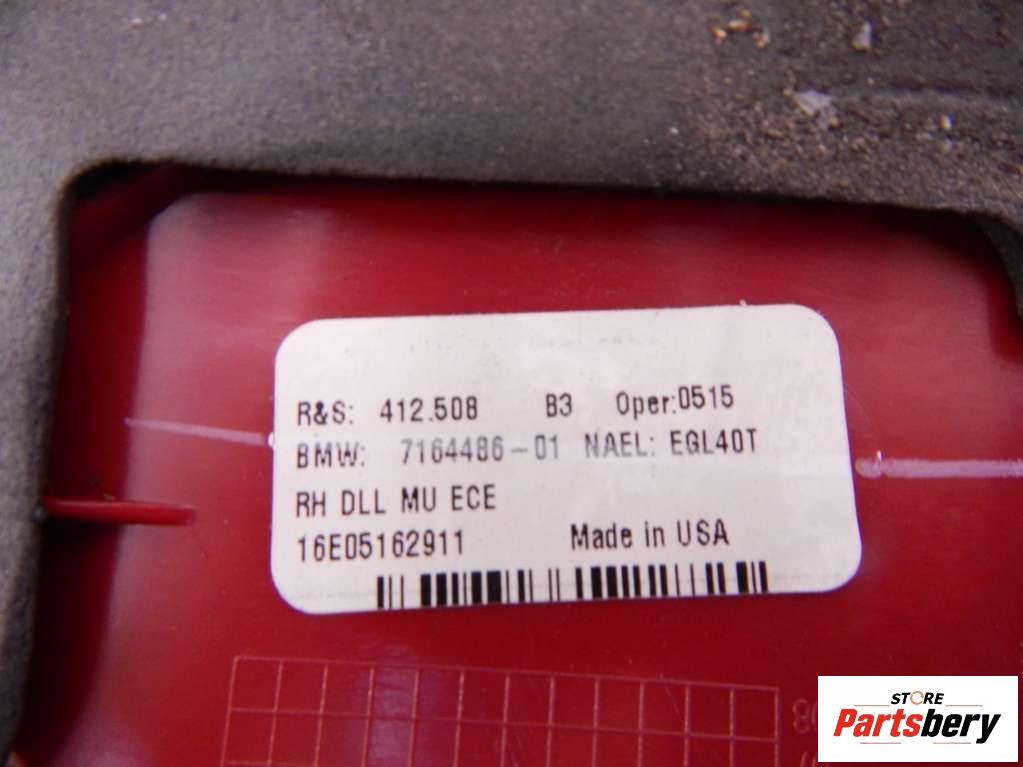 R&S: 412.508 B3 Oper:0515
BMW: 7164486-01 NAEL: EGL40T
RH DLL MU ECE
16E05162911 Made in USA
STORE
Partsbery